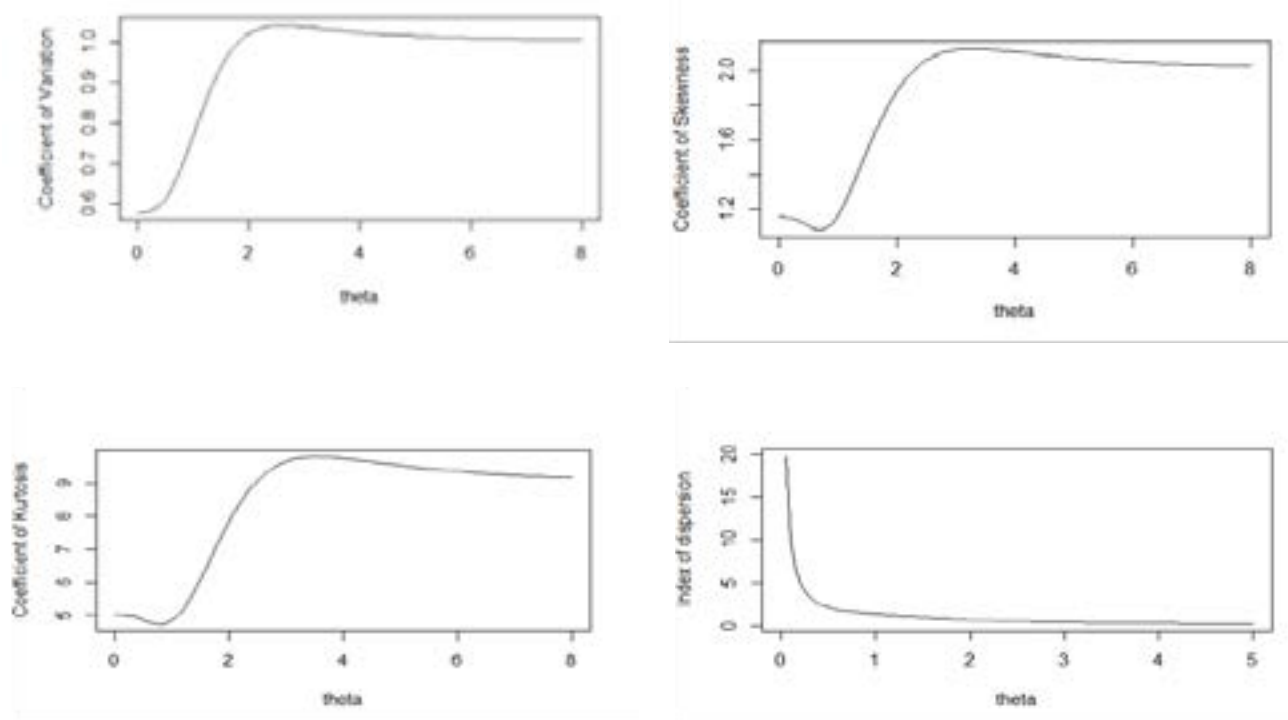 Coefficient of Variation
0.6 0.7 0.8 0.9 1.0
0 2 4 6 8
theta
Coefficient of Skewness
1.2 1.6 2.0
0 2 4 6 8
theta
Coefficient of Kurtosis
5 6 7 8 9
0 2 4 6 8
theta
Index of dispersion
0 5 10 15 20
0 1 2 3 4 5
theta